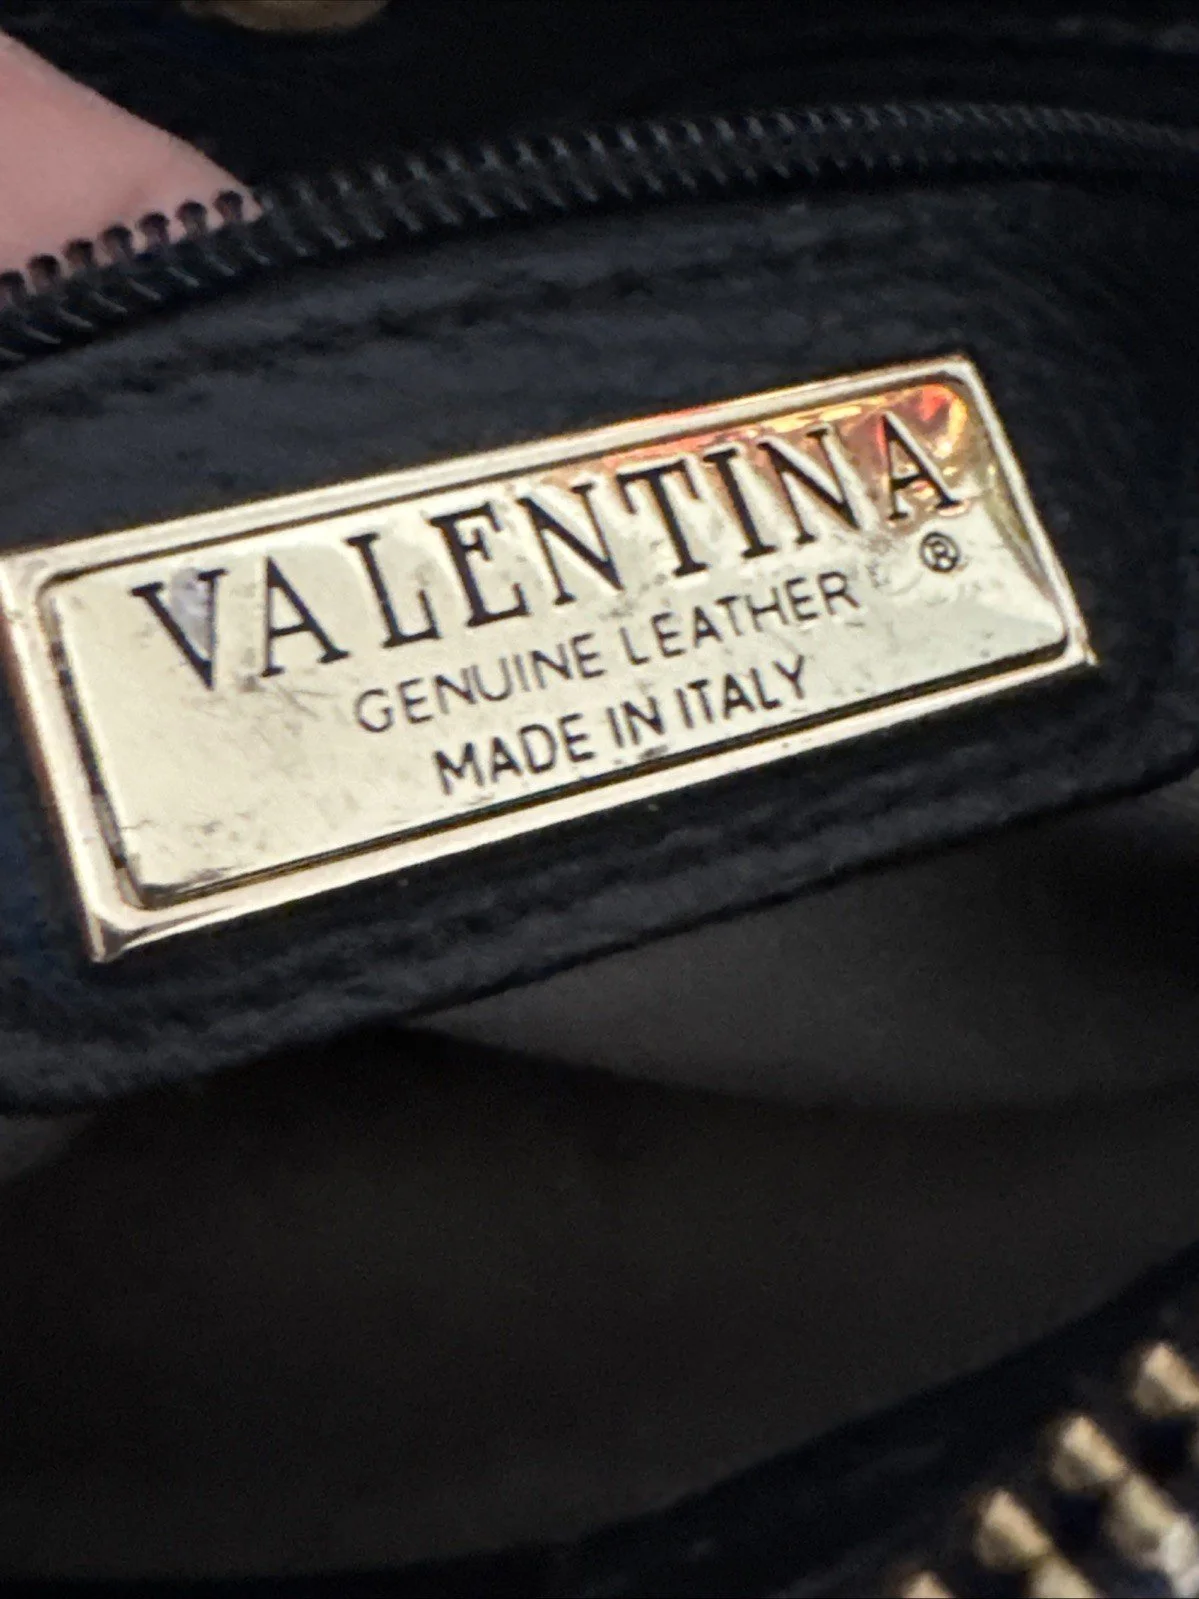 VALENTINA
®
GENUINE LEATHER
MADE IN ITALY